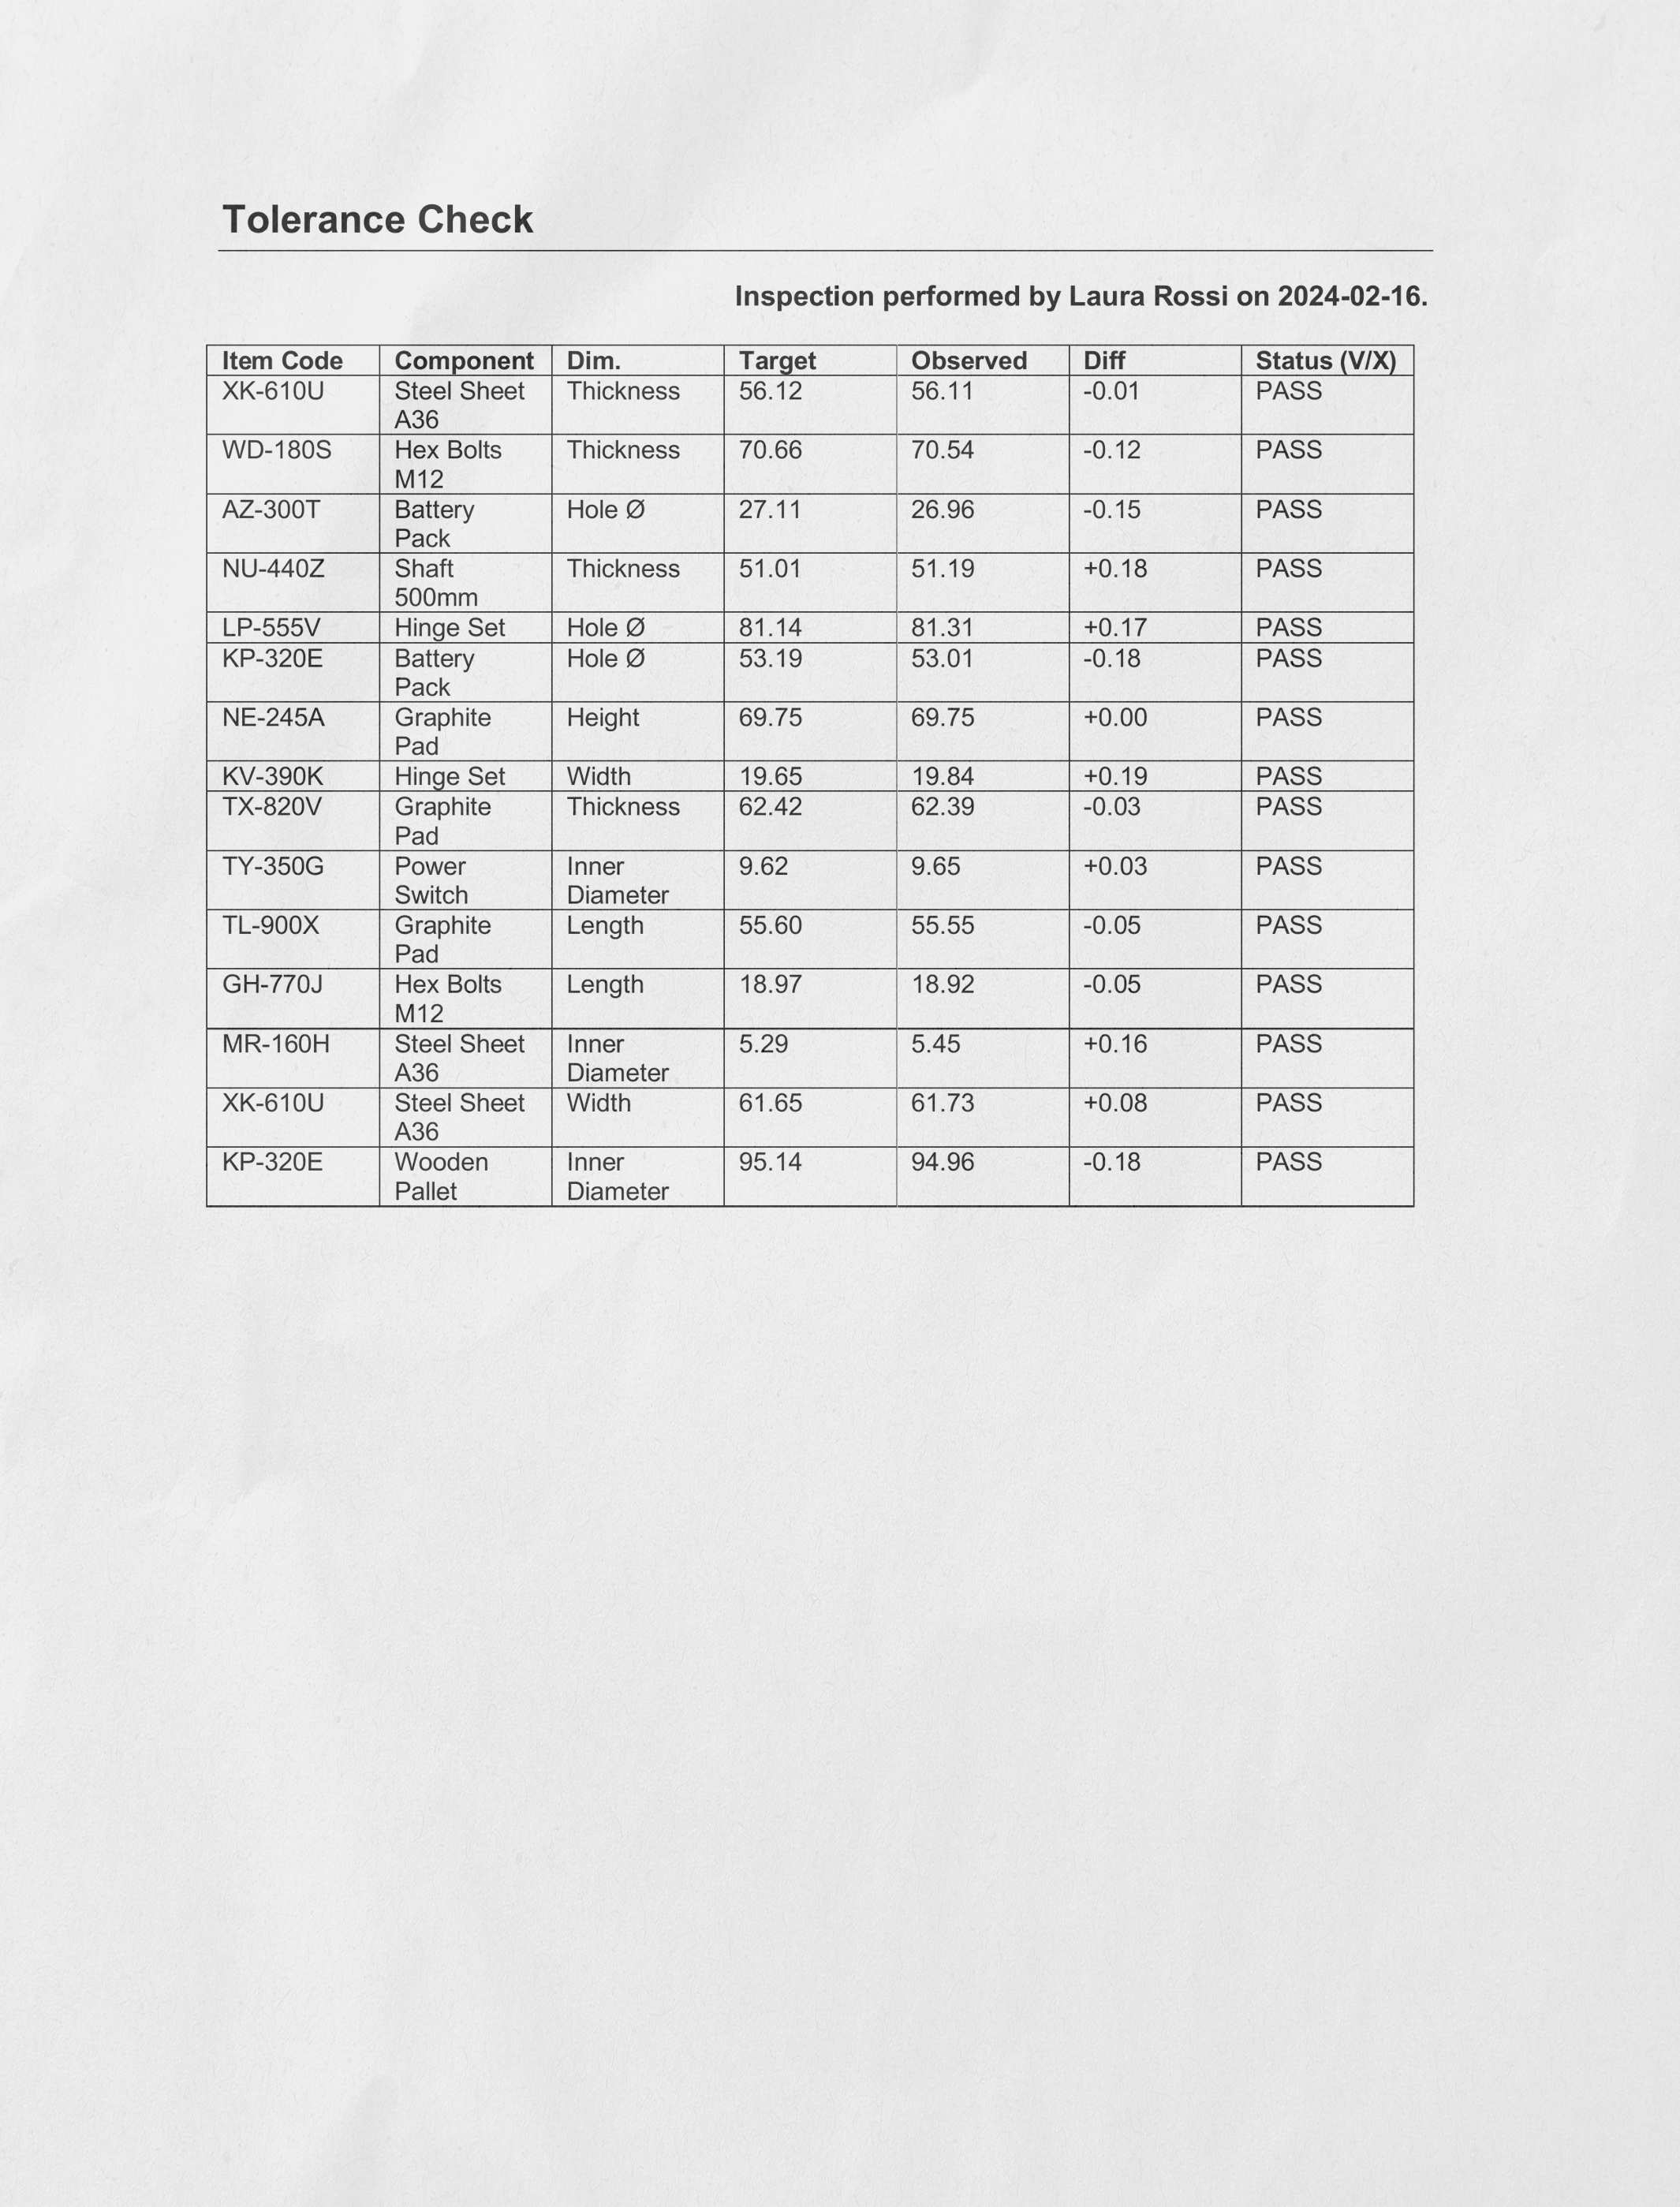 Tolerance Check
Inspection performed by Laura Rossi on 2024-02-16.
Item Code Component Dim. Target Observed Diff Status (V/X)
XK-610U Steel Sheet A36 Thickness 56.12 56.11 -0.01 PASS
WD-180S Hex Bolts M12 Thickness 70.66 70.54 -0.12 PASS
AZ-300T Battery Pack Hole Ø 27.11 26.96 -0.15 PASS
NU-440Z Shaft 500mm Thickness 51.01 51.19 +0.18 PASS
LP-555V Hinge Set Hole Ø 81.14 81.31 +0.17 PASS
KP-320E Battery Pack Hole Ø 53.19 53.01 -0.18 PASS
NE-245A Graphite Pad Height 69.75 69.75 +0.00 PASS
KV-390K Hinge Set Width 19.65 19.84 +0.19 PASS
TX-820V Graphite Pad Thickness 62.42 62.39 -0.03 PASS
TY-350G Power Switch Inner Diameter 9.62 9.65 +0.03 PASS
TL-900X Graphite Pad Length 55.60 55.55 -0.05 PASS
GH-770J Hex Bolts M12 Length 18.97 18.92 -0.05 PASS
MR-160H Steel Sheet A36 Inner Diameter 5.29 5.45 +0.16 PASS
XK-610U Steel Sheet A36 Width 61.65 61.73 +0.08 PASS
KP-320E Wooden Pallet Inner Diameter 95.14 94.96 -0.18 PASS